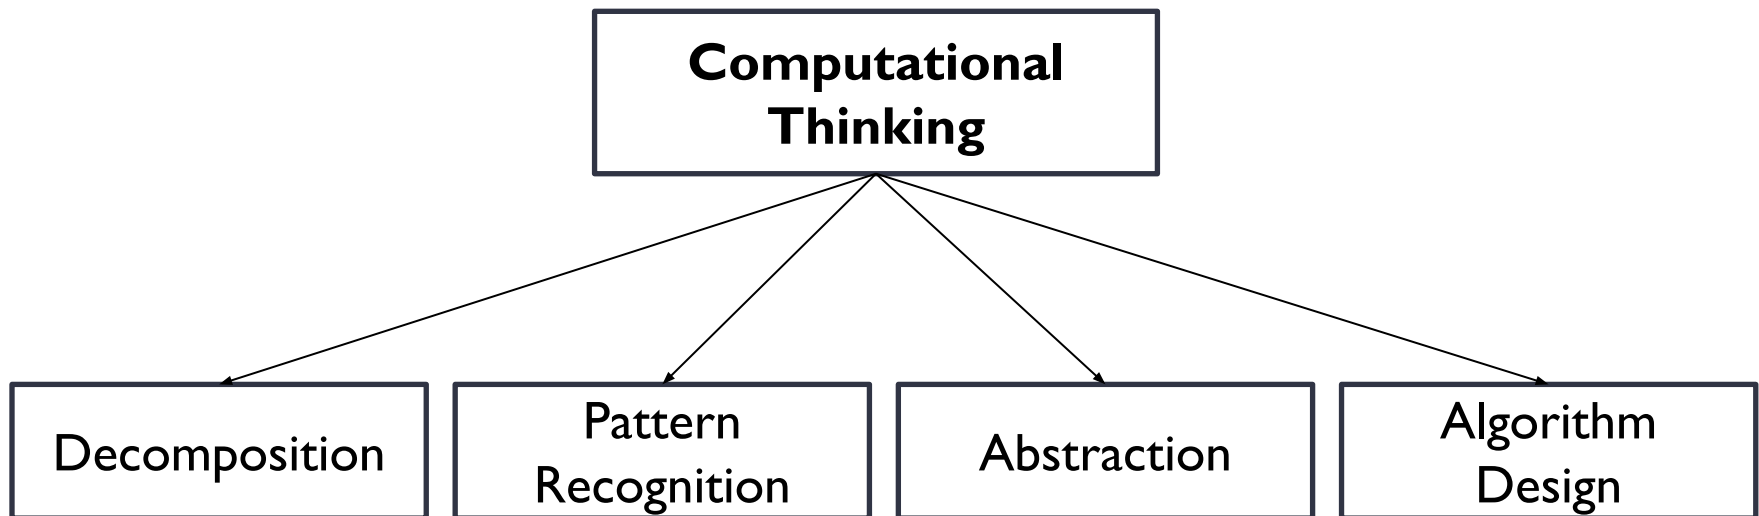 Computational
Thinking
Decomposition
Pattern
Recognition
Abstraction
Algorithm
Design